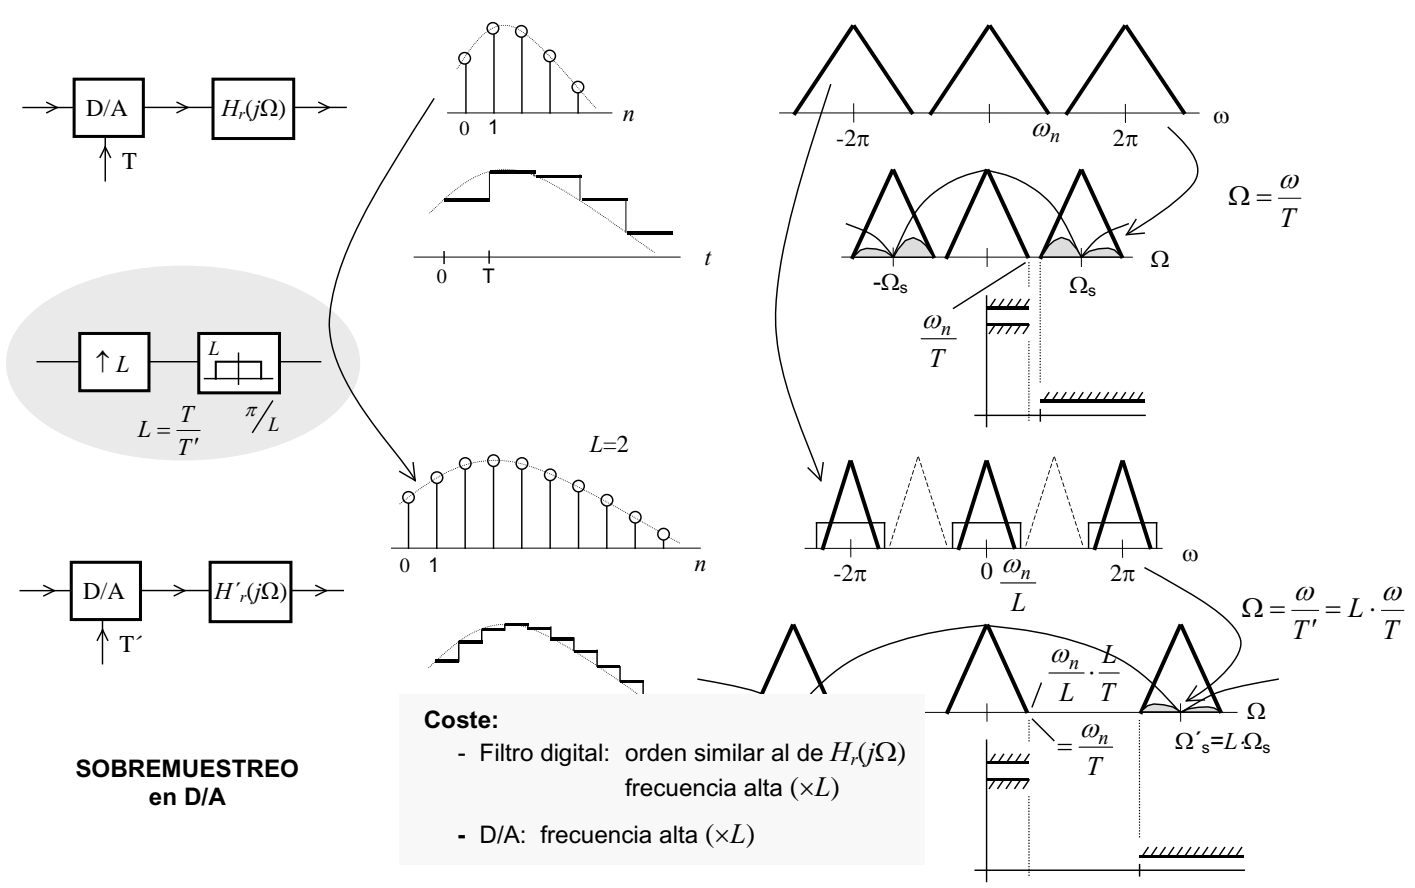 D/A
H_r(jΩ)
T
0 1 n
-2π ω_n 2π ω
Ω = ω/T
0 T t
-Ω_s Ω_s Ω
ω_n/T
↑ L
L
L = T/T'
π/L
L=2
0 1 n
-2π 0 ω_n/L 2π ω
D/A
H´_r(jΩ)
T´
Ω = ω/T' = L · ω/T
ω_n/L · L/T
= ω_n/T
Ω
Ω´_s=L·Ω_s
SOBREMUESTREO
en D/A
Coste:
- Filtro digital: orden similar al de H_r(jΩ)
frecuencia alta (×L)
- D/A: frecuencia alta (×L)